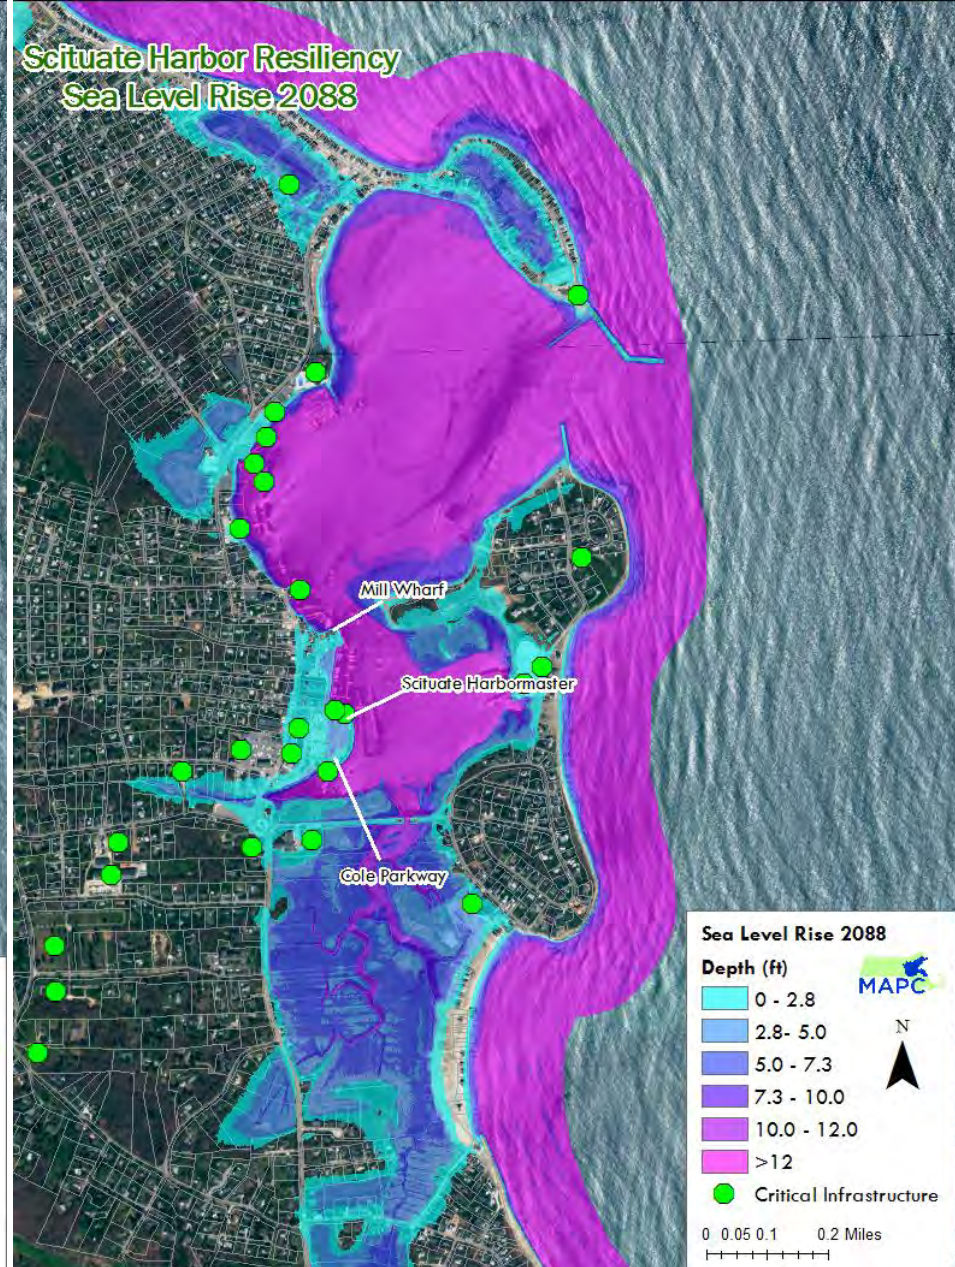 Scituate Harbor Resiliency
Sea Level Rise 2088
Mill Wharf
Scituate Harbormaster
Cole Parkway
Sea Level Rise 2088
Depth (ft)
MAPC
0 - 2.8
N
2.8- 5.0
5.0 - 7.3
7.3 - 10.0
10.0 - 12.0
>12
Critical Infrastructure
0 0.05 0.1 0.2 Miles